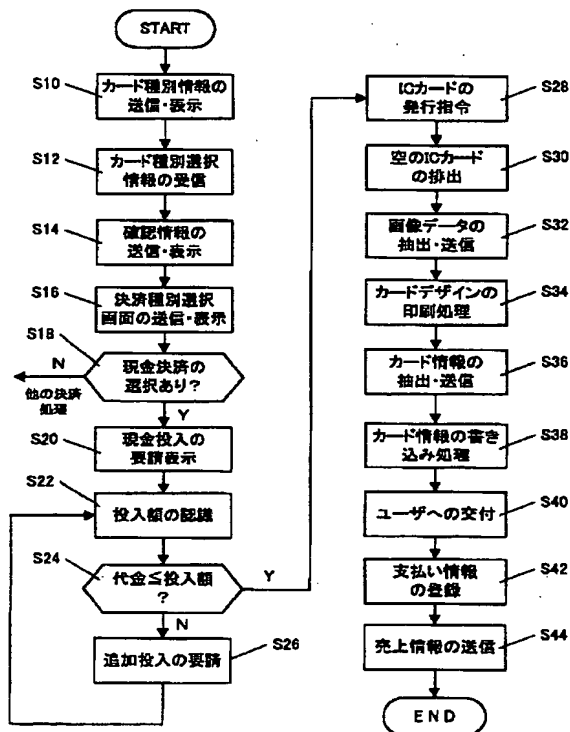 START
S10
カード種別情報の
送信・表示
S12
カード種別選択
情報の受信
S14
確認情報の
送信・表示
S16
決済種別選択
画面の送信・表示
S18
現金決済の
選択あり?
N
他の決済
処理
Y
S20
現金投入の
要請表示
S22
投入額の認識
S24
代金≦投入額
?
Y
N
S26
追加投入の要請
ICカードの
発行指令
S28
空のICカード
の排出
S30
画像データの
抽出・送信
S32
カードデザインの
印刷処理
S34
カード情報の
抽出・送信
S36
カード情報の書き
込み処理
S38
ユーザへの交付
S40
支払い情報
の登録
S42
売上情報の送信
S44
END